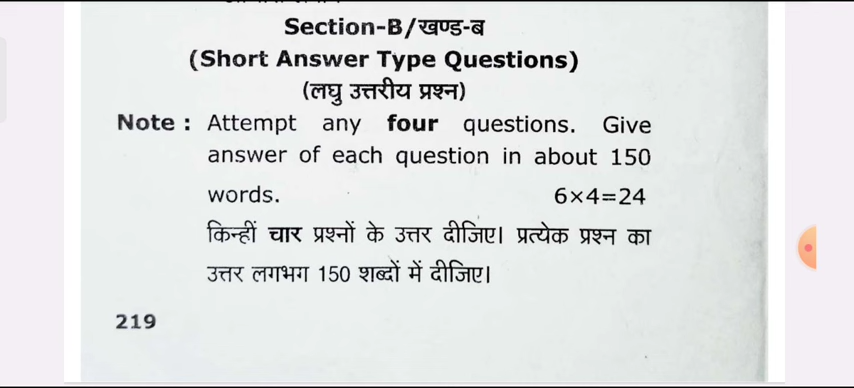 Section-B/खण्ड-ब
(Short Answer Type Questions)
(लघु उत्तरीय प्रश्न)
Note : Attempt any four questions. Give
answer of each question in about 150
words. 6×4=24
किन्हीं चार प्रश्नों के उत्तर दीजिए। प्रत्येक प्रश्न का
उत्तर लगभग 150 शब्दों में दीजिए।
219